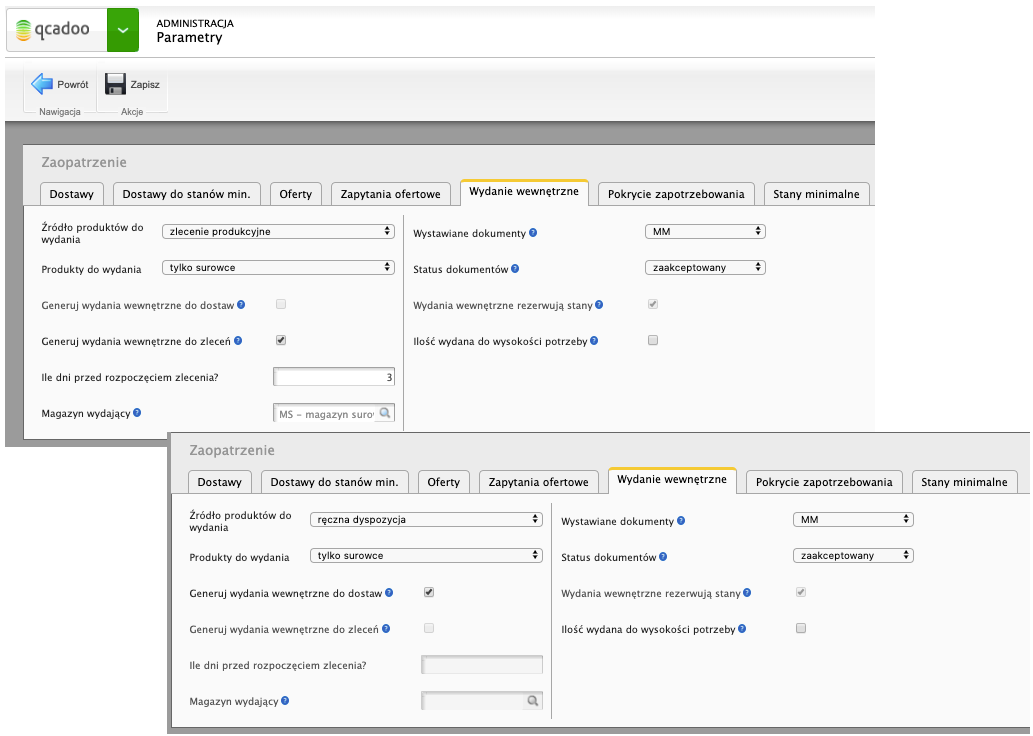 qcadoo
ADMINISTRACJA
Parametry
Powrót
Zapisz
Nawigacja
Akcje
Zaopatrzenie
Dostawy
Dostawy do stanów min.
Oferty
Zapytania ofertowe
Wydanie wewnętrzne
Pokrycie zapotrzebowania
Stany minimalne
Źródło produktów do
wydania
zlecenie produkcyjne
Produkty do wydania
tylko surowce
Generuj wydania wewnętrzne do dostaw ?
Generuj wydania wewnętrzne do zleceń ?
Ile dni przed rozpoczęciem zlecenia?
3
Magazyn wydający ?
MS – magazyn surov
Wystawiane dokumenty ?
MM
Status dokumentów ?
zaakceptowany
Wydania wewnętrzne rezerwują stany ?
Ilość wydana do wysokości potrzeby ?
Zaopatrzenie
Dostawy
Dostawy do stanów min.
Oferty
Zapytania ofertowe
Wydanie wewnętrzne
Pokrycie zapotrzebowania
Stany minimalne
Źródło produktów do
wydania
ręczna dyspozycja
Produkty do wydania
tylko surowce
Generuj wydania wewnętrzne do dostaw ?
Generuj wydania wewnętrzne do zleceń ?
Ile dni przed rozpoczęciem zlecenia?
Magazyn wydający ?
Wystawiane dokumenty ?
MM
Status dokumentów ?
zaakceptowany
Wydania wewnętrzne rezerwują stany ?
Ilość wydana do wysokości potrzeby ?